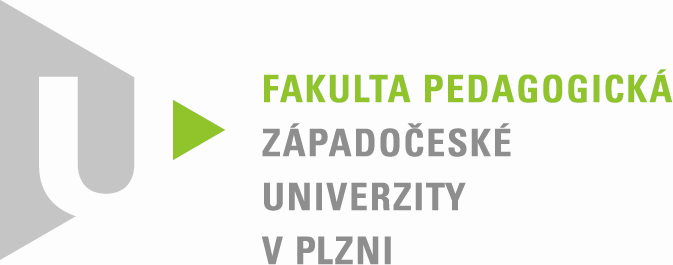 U
FAKULTA PEDAGOGICKÁ
ZÁPADOČESKÉ
UNIVERZITY
V PLZNI